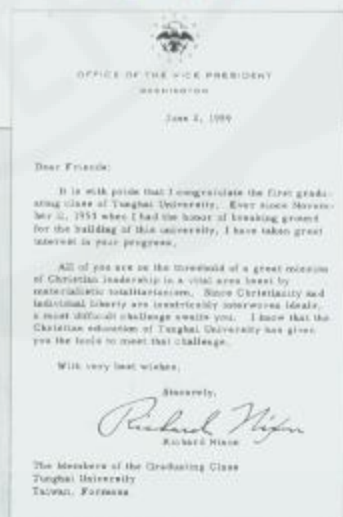 OFFICE OF THE VICE PRESIDENT
WASHINGTON
June 2, 1959
Dear Friends:
It is with pride that I congratulate the first gradu-
ating class of Tunghai University. Ever since Novem-
ber 11, 1953 when I had the honor of breaking ground
for the building of this university, I have taken great
interest in your progress.
All of you are on the threshold of a great mission
of Christian leadership in a vital area beset by
materialistic totalitarianism. Since Christianity and
individual liberty are inextricably interwoven ideals,
a most difficult challenge awaits you. I know that the
Christian education of Tunghai University has given
you the tools to meet that challenge.
With very best wishes,
Sincerely,
Richard Nixon
Richard Nixon
The Members of the Graduating Class
Tunghai University
Taiwan, Formosa